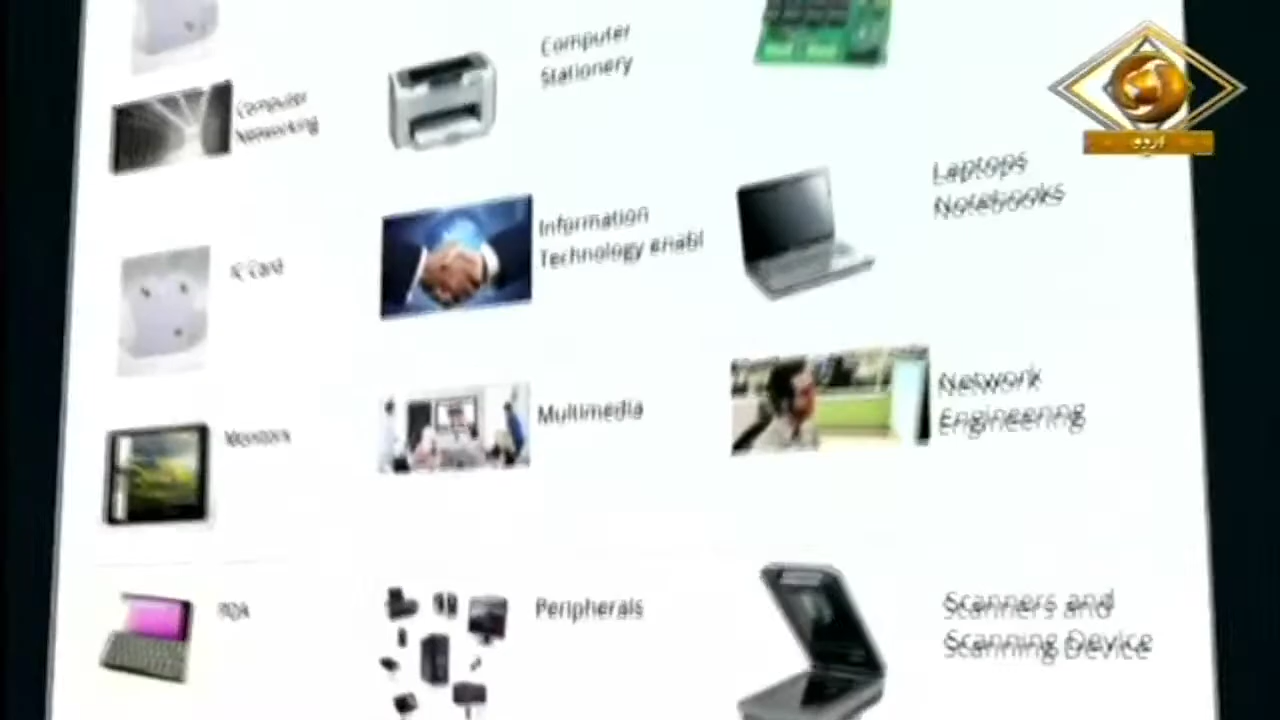 Computer
Stationery
Computer
Networking
Laptops
Notebooks
Information
Technology enabl
IC Card
Network
Engineering
Multimedia
Monitors
PDA
Peripherals
Scanners and
Scanning Device
اردو